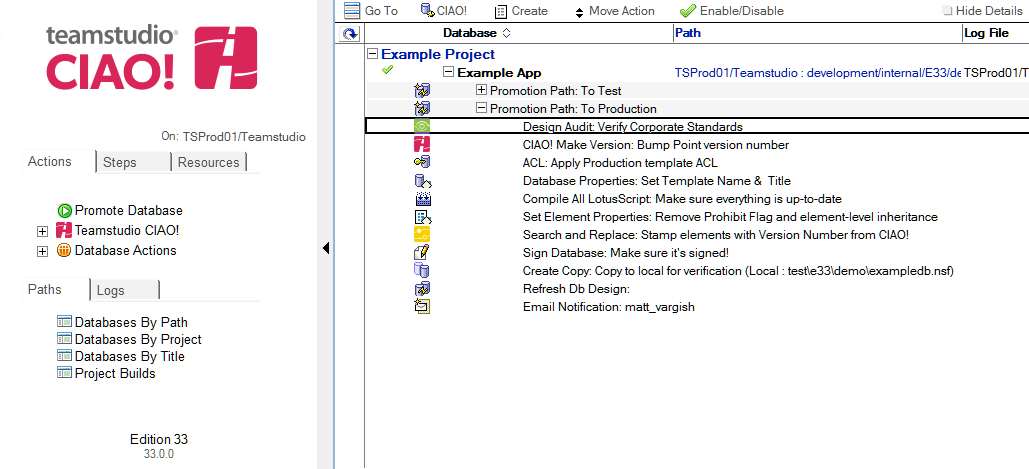 teamstudio®
CIAO!
On: TSProd01/Teamstudio
Actions Steps Resources
Promote Database
Teamstudio CIAO!
Database Actions
Paths Logs
Databases By Path
Databases By Project
Databases By Title
Project Builds
Edition 33
33.0.0
Go To CIAO! Create Move Action Enable/Disable Hide Details
Database Path Log File
Example Project
Example App TSProd01/Teamstudio : development/internal/E33/de TSProd01/T
Promotion Path: To Test
Promotion Path: To Production
Design Audit: Verify Corporate Standards
CIAO! Make Version: Bump Point version number
ACL: Apply Production template ACL
Database Properties: Set Template Name & Title
Compile All LotusScript: Make sure everything is up-to-date
Set Element Properties: Remove Prohibit Flag and element-level inheritance
Search and Replace: Stamp elements with Version Number from CIAO!
Sign Database: Make sure it's signed!
Create Copy: Copy to local for verification (Local : test\e33\demo\exampledb.nsf)
Refresh Db Design:
Email Notification: matt_vargish